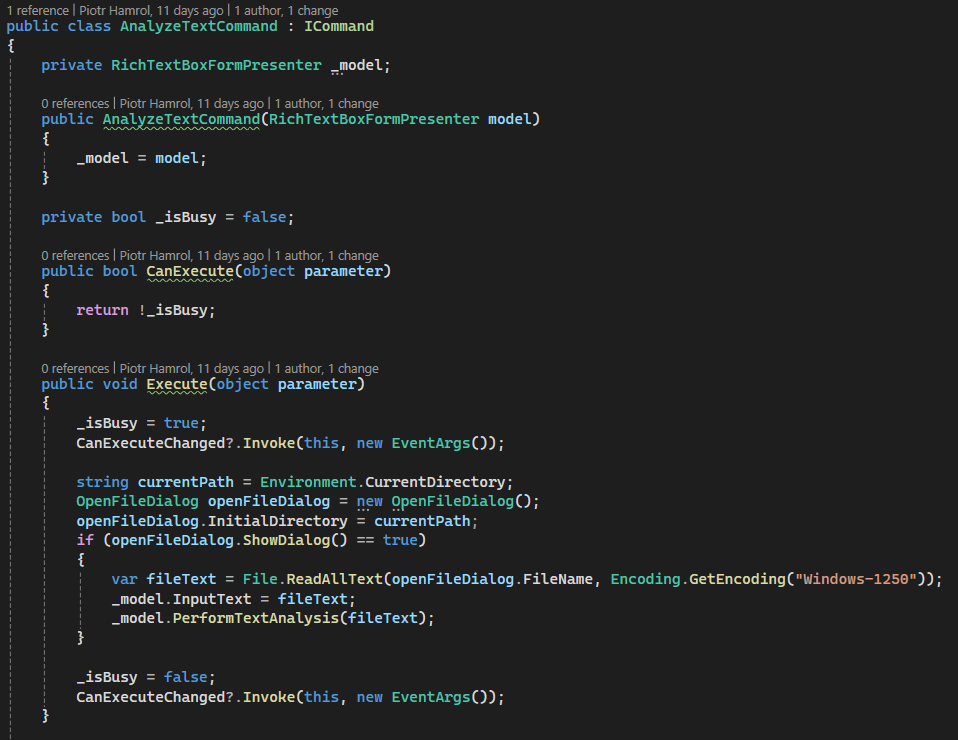 1 reference | Piotr Hamrol, 11 days ago | 1 author, 1 change
public class AnalyzeTextCommand : ICommand
{
    private RichTextBoxFormPresenter _model;

    0 references | Piotr Hamrol, 11 days ago | 1 author, 1 change
    public AnalyzeTextCommand(RichTextBoxFormPresenter model)
    {
        _model = model;
    }

    private bool _isBusy = false;

    0 references | Piotr Hamrol, 11 days ago | 1 author, 1 change
    public bool CanExecute(object parameter)
    {
        return !_isBusy;
    }

    0 references | Piotr Hamrol, 11 days ago | 1 author, 1 change
    public void Execute(object parameter)
    {
        _isBusy = true;
        CanExecuteChanged?.Invoke(this, new EventArgs());

        string currentPath = Environment.CurrentDirectory;
        OpenFileDialog openFileDialog = new OpenFileDialog();
        openFileDialog.InitialDirectory = currentPath;
        if (openFileDialog.ShowDialog() == true)
        {
            var fileText = File.ReadAllText(openFileDialog.FileName, Encoding.GetEncoding("Windows-1250"));
            _model.InputText = fileText;
            _model.PerformTextAnalysis(fileText);
        }

        _isBusy = false;
        CanExecuteChanged?.Invoke(this, new EventArgs());
    }